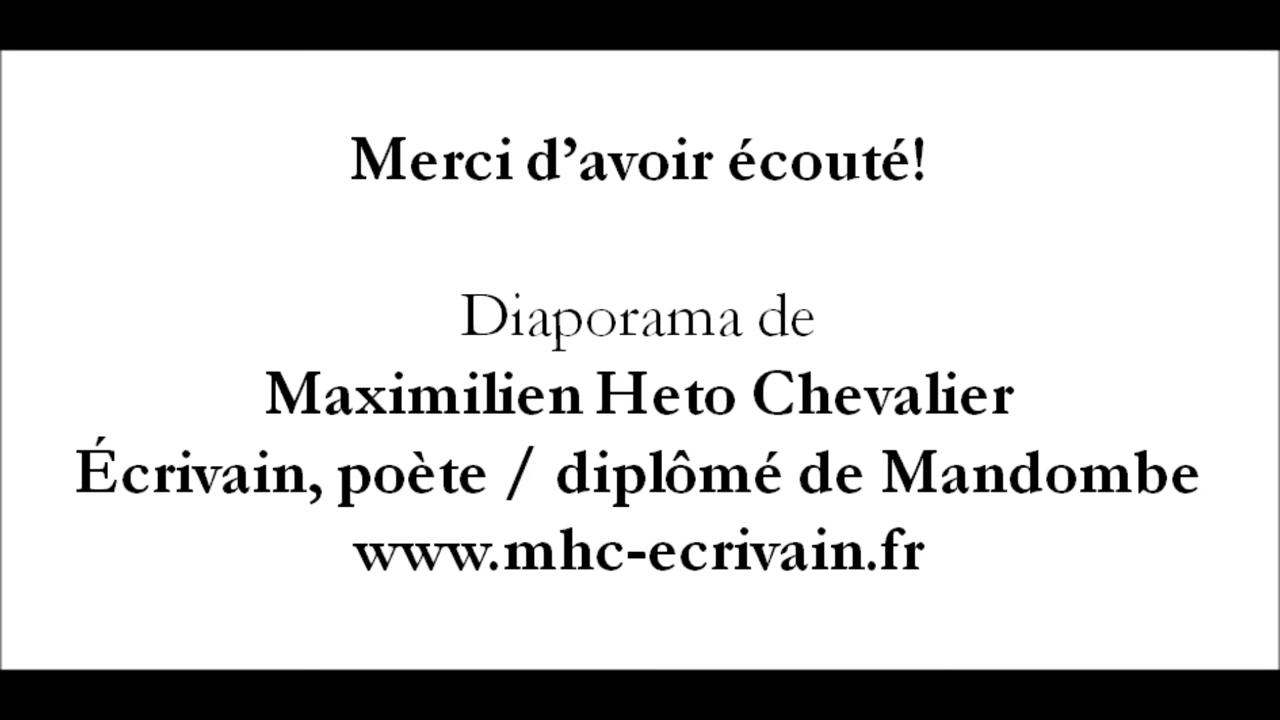 Merci d’avoir écouté!
Diaporama de
Maximilien Heto Chevalier
Écrivain, poète / diplômé de Mandombe
www.mhc-ecrivain.fr